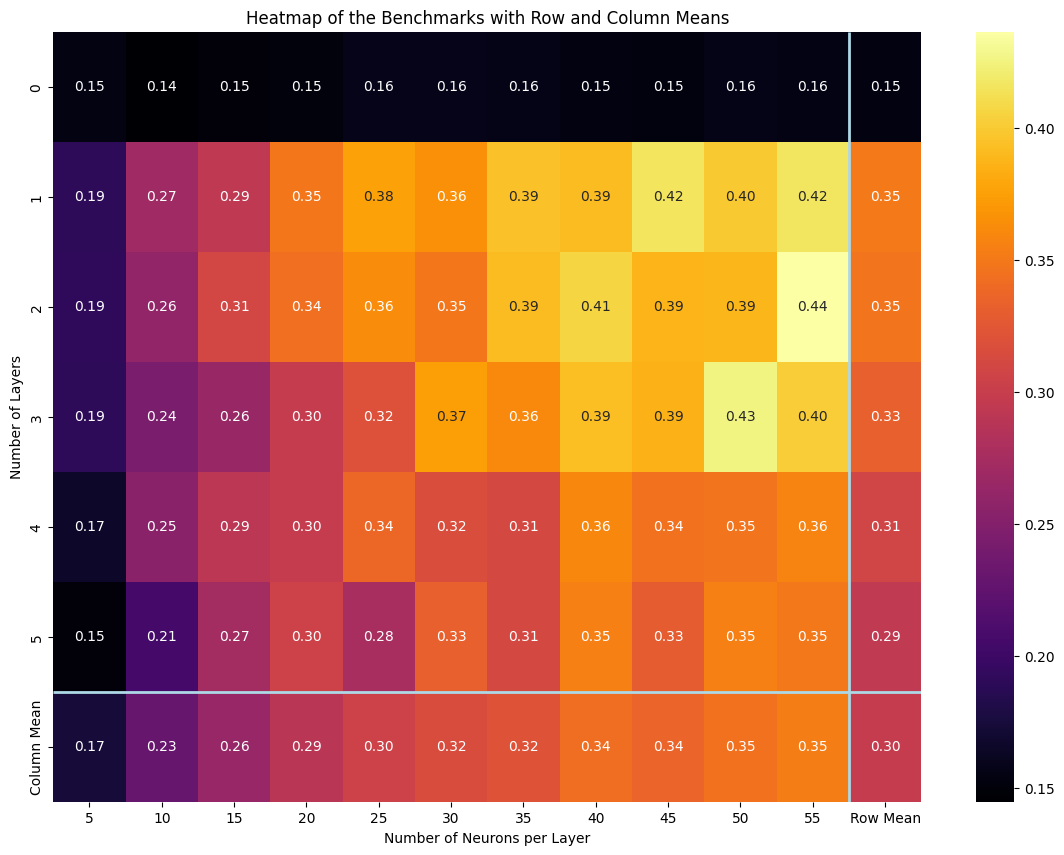 Heatmap of the Benchmarks with Row and Column Means
0 0.15 0.14 0.15 0.15 0.16 0.16 0.16 0.15 0.15 0.16 0.16 0.15
1 0.19 0.27 0.29 0.35 0.38 0.36 0.39 0.39 0.42 0.40 0.42 0.35
2 0.19 0.26 0.31 0.34 0.36 0.35 0.39 0.41 0.39 0.39 0.44 0.35
3 0.19 0.24 0.26 0.30 0.32 0.37 0.36 0.39 0.39 0.43 0.40 0.33
4 0.17 0.25 0.29 0.30 0.34 0.32 0.31 0.36 0.34 0.35 0.36 0.31
5 0.15 0.21 0.27 0.30 0.28 0.33 0.31 0.35 0.33 0.35 0.35 0.29
Column Mean 0.17 0.23 0.26 0.29 0.30 0.32 0.32 0.34 0.34 0.35 0.35 0.30
5 10 15 20 25 30 35 40 45 50 55 Row Mean
Number of Neurons per Layer
Number of Layers
0.40
0.35
0.30
0.25
0.20
0.15